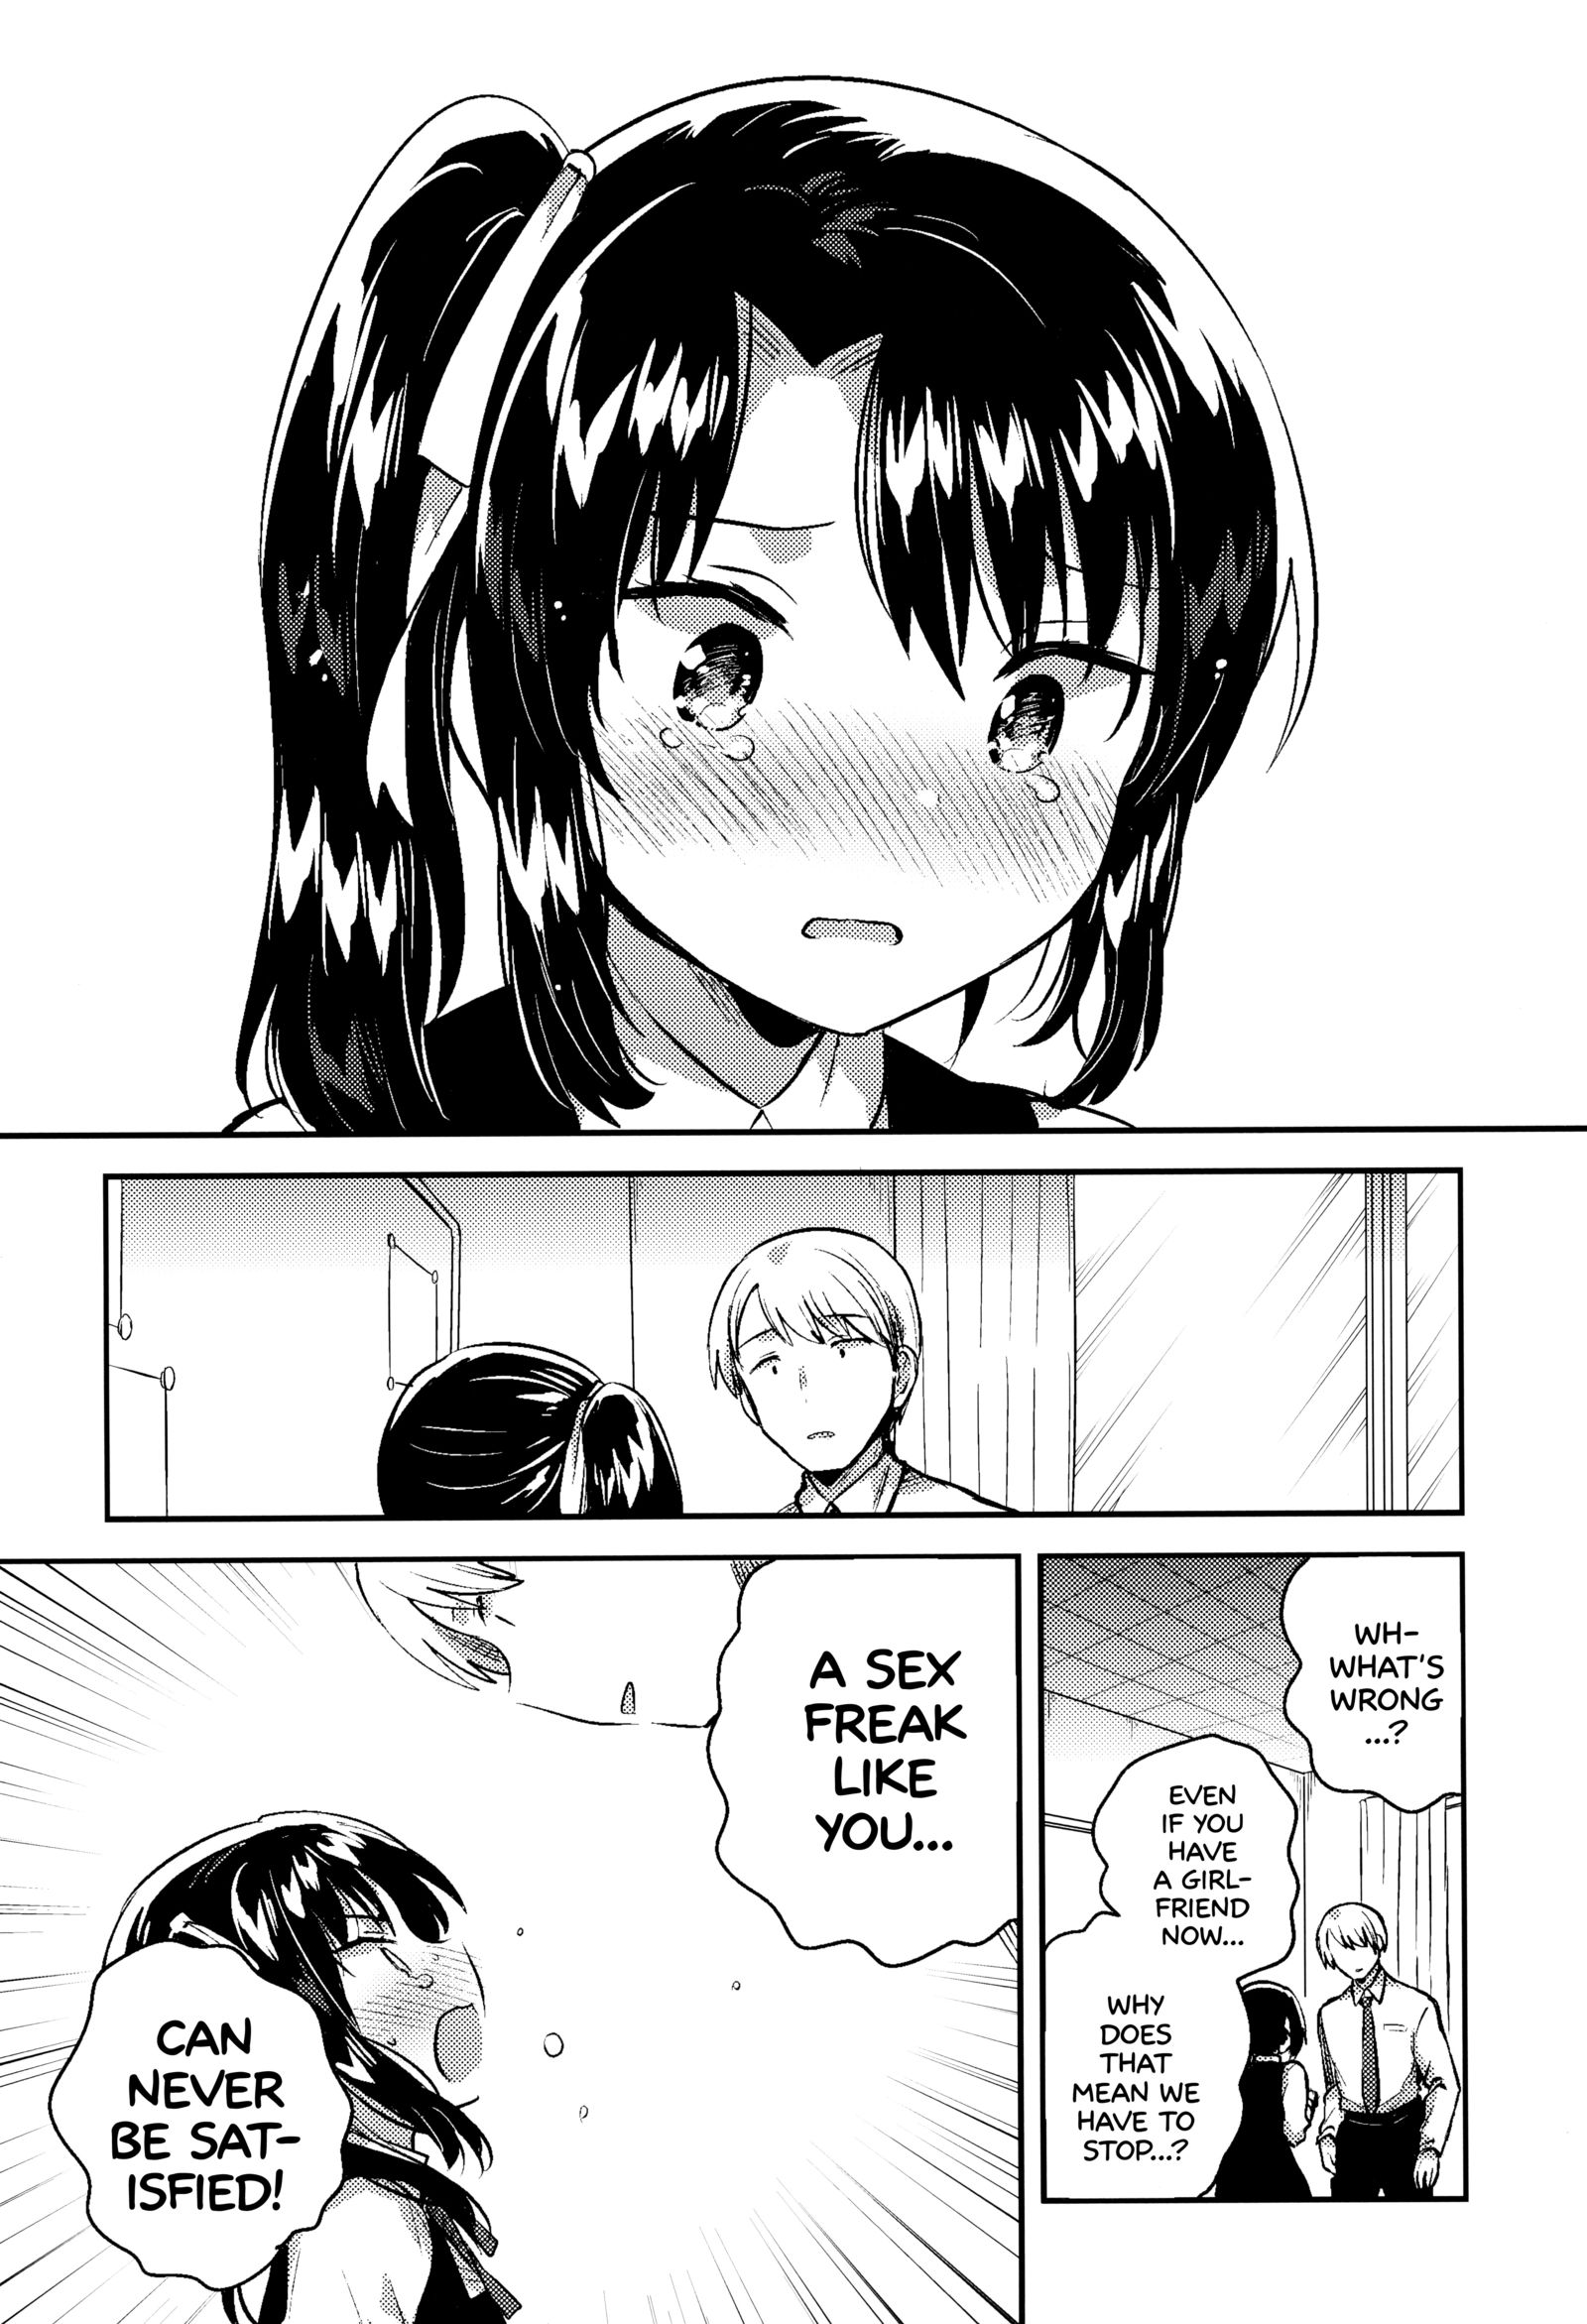 WH-
WHAT'S
WRONG
...?
EVEN
IF YOU
HAVE
A GIRL-
FRIEND
NOW...
WHY
DOES
THAT
MEAN WE
HAVE TO
STOP...?
A SEX
FREAK
LIKE
YOU...
CAN
NEVER
BE SAT-
ISFIED!